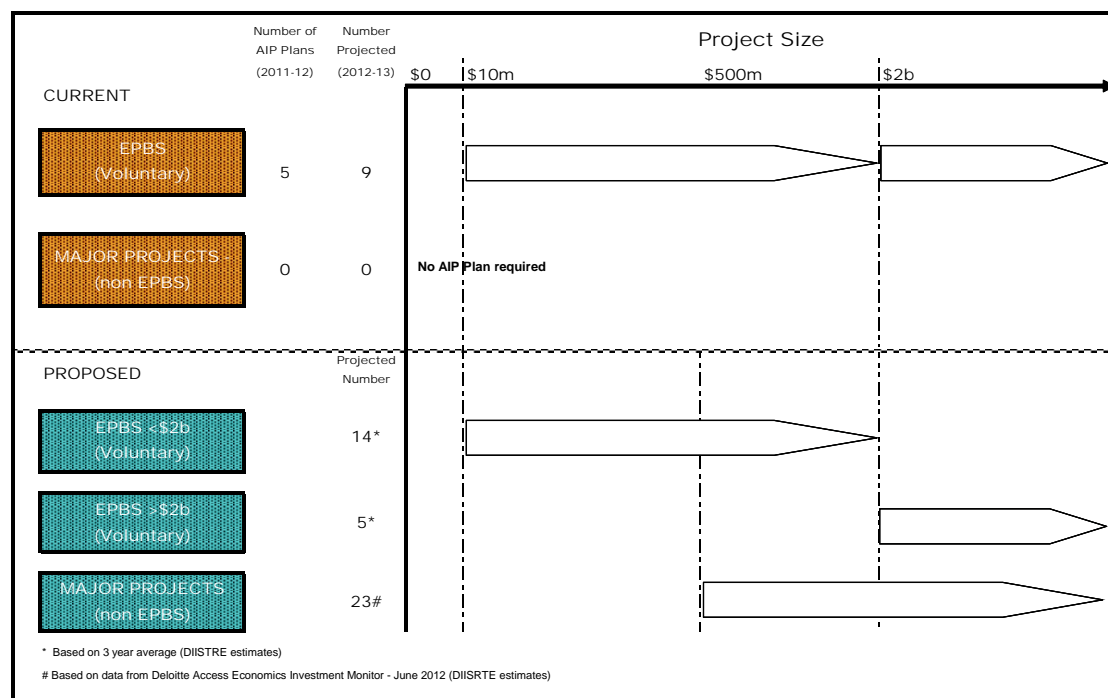 Number of Number
AIP Plans Projected
(2011-12) (2012-13)
Project Size
$0 $10m $500m $2b
CURRENT
EPBS
(Voluntary) 5 9
MAJOR PROJECTS -
(non EPBS) 0 0 No AIP Plan required
Projected
Number
PROPOSED
EPBS <$2b
(Voluntary) 14*
EPBS >$2b
(Voluntary) 5*
MAJOR PROJECTS
(non EPBS) 23#
* Based on 3 year average (DIISTRE estimates)
# Based on data from Deloitte Access Economics Investment Monitor - June 2012 (DIISRTE estimates)